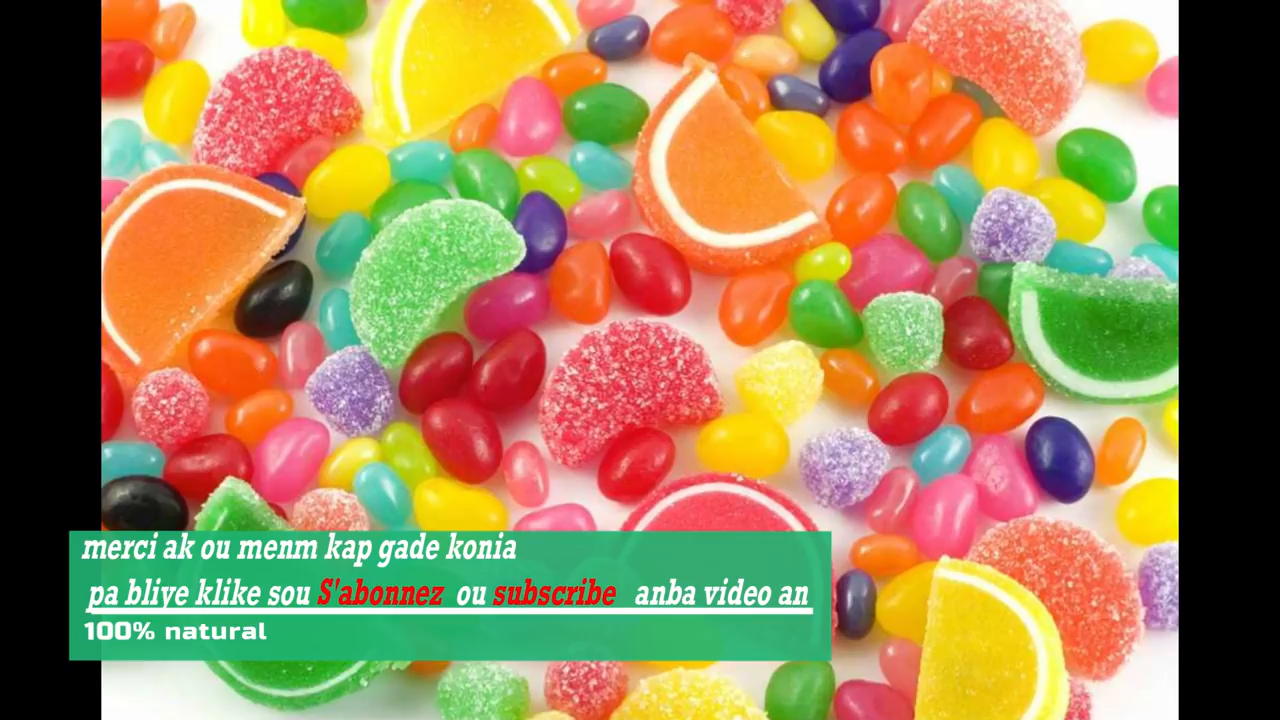 merci ak ou menm kap gade konia
pa bliye klike sou S'abonnez ou subscribe anba video an
100% natural